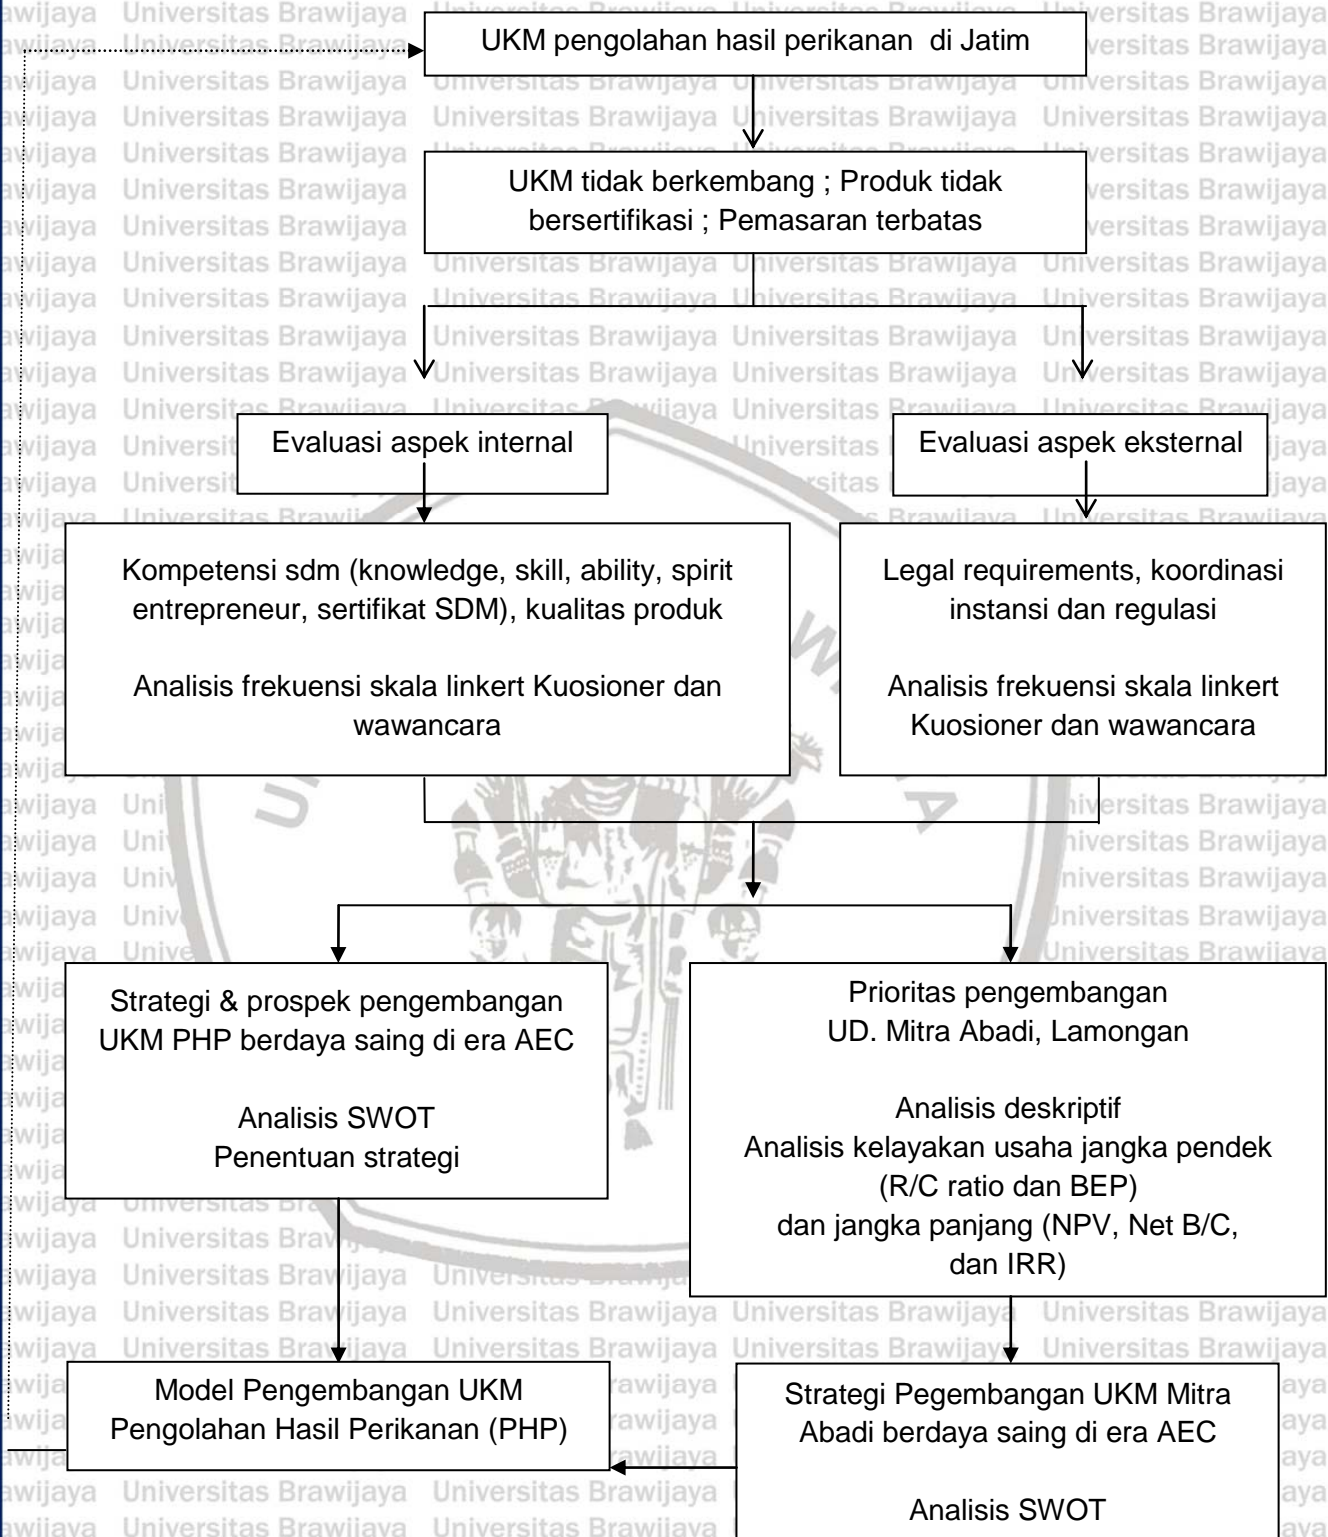 UKM pengolahan hasil perikanan di Jatim
UKM tidak berkembang ; Produk tidak
bersertifikasi ; Pemasaran terbatas
Evaluasi aspek internal
Evaluasi aspek eksternal
Kompetensi sdm (knowledge, skill, ability, spirit
entrepreneur, sertifikat SDM), kualitas produk
Analisis frekuensi skala linkert Kuosioner dan
wawancara
Legal requirements, koordinasi
instansi dan regulasi
Analisis frekuensi skala linkert
Kuosioner dan wawancara
Strategi & prospek pengembangan
UKM PHP berdaya saing di era AEC
Analisis SWOT
Penentuan strategi
Prioritas pengembangan
UD. Mitra Abadi, Lamongan
Analisis deskriptif
Analisis kelayakan usaha jangka pendek
(R/C ratio dan BEP)
dan jangka panjang (NPV, Net B/C,
dan IRR)
Model Pengembangan UKM
Pengolahan Hasil Perikanan (PHP)
Strategi Pegembangan UKM Mitra
Abadi berdaya saing di era AEC
Analisis SWOT
Universitas Brawijaya